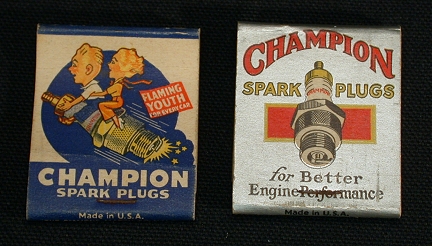 FLAMING
YOUTH
FOR EVERY CAR
CHAMPION
SPARK PLUGS
Made in U.S.A.
CHAMPION
SPARK PLUGS
CHAMPION
for Better
Engine Performance
Made in U.S.A.